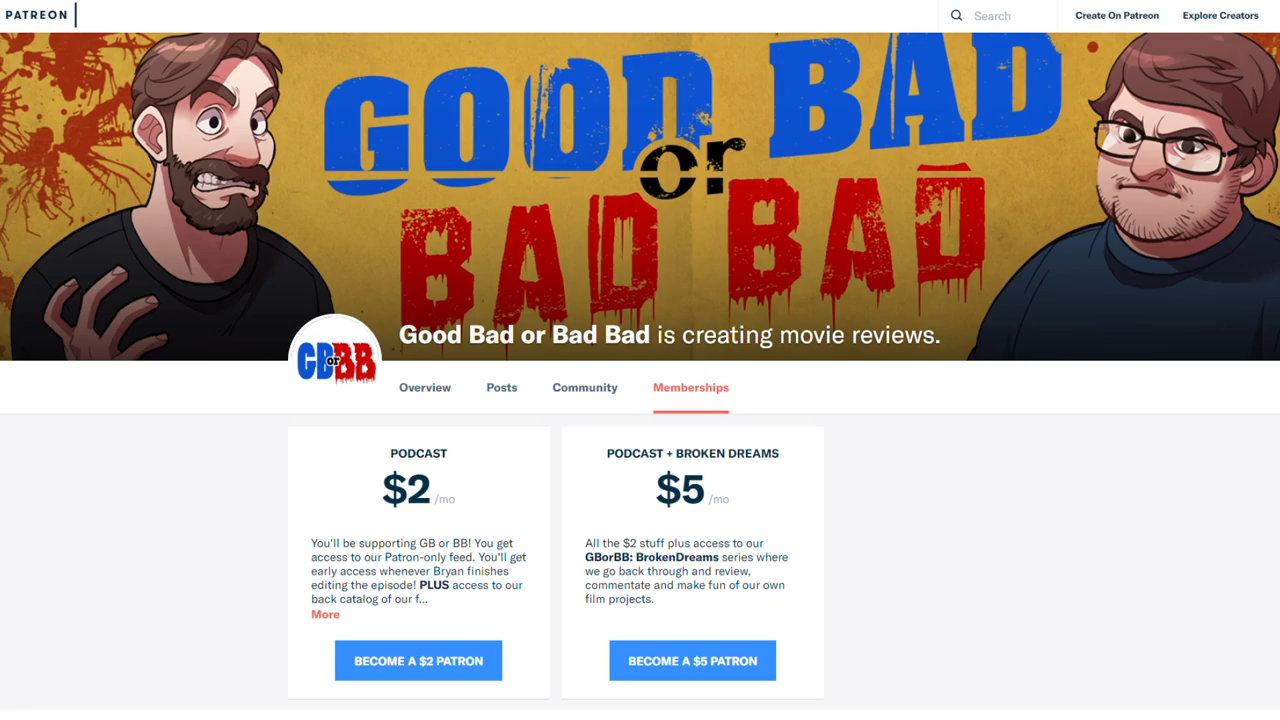 PATREON
Search
Create On Patreon
Explore Creators
GOOD BAD
or
BAD BAD
Good Bad or Bad Bad is creating movie reviews.
GB or BB
Overview
Posts
Community
Memberships
PODCAST
$2 /mo
You'll be supporting GB or BB! You get
access to our Patron-only feed. You'll get
early access whenever Bryan finishes
editing the episode! PLUS access to our
back catalog of our f...
More
BECOME A $2 PATRON
PODCAST + BROKEN DREAMS
$5 /mo
All the $2 stuff plus access to our
GBorBB: BrokenDreams series where
we go back through and review,
commentate and make fun of our own
film projects.
BECOME A $5 PATRON